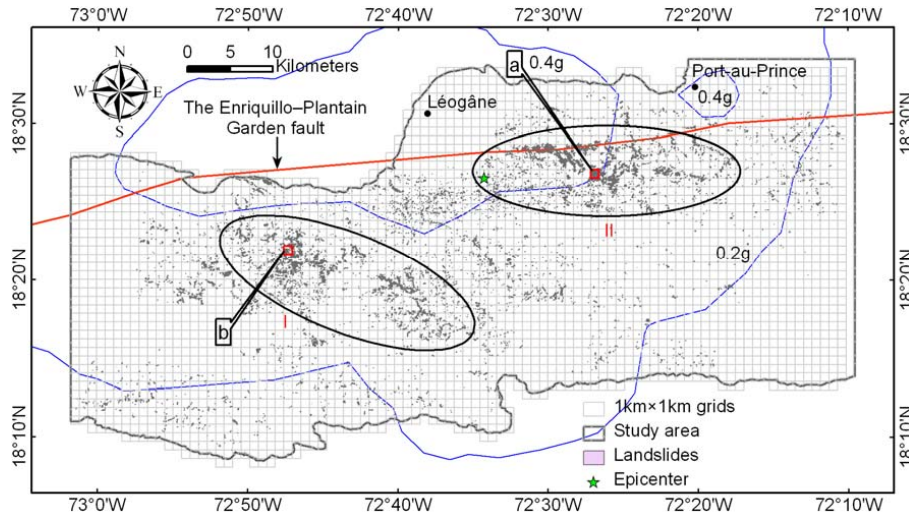 73°0'W 72°50'W 72°40'W 72°30'W 72°20'W 72°10'W
N
W E
S
0 5 10
Kilometers
a
0.4g
Port-au-Prince
0.4g
Léogâne
The Enriquillo–Plantain
Garden fault
18°30'N
18°30'N
II
0.2g
18°20'N
18°20'N
b
I
1km×1km grids
Study area
Landslides
Epicenter
18°10'N
18°10'N
73°0'W 72°50'W 72°40'W 72°30'W 72°20'W 72°10'W